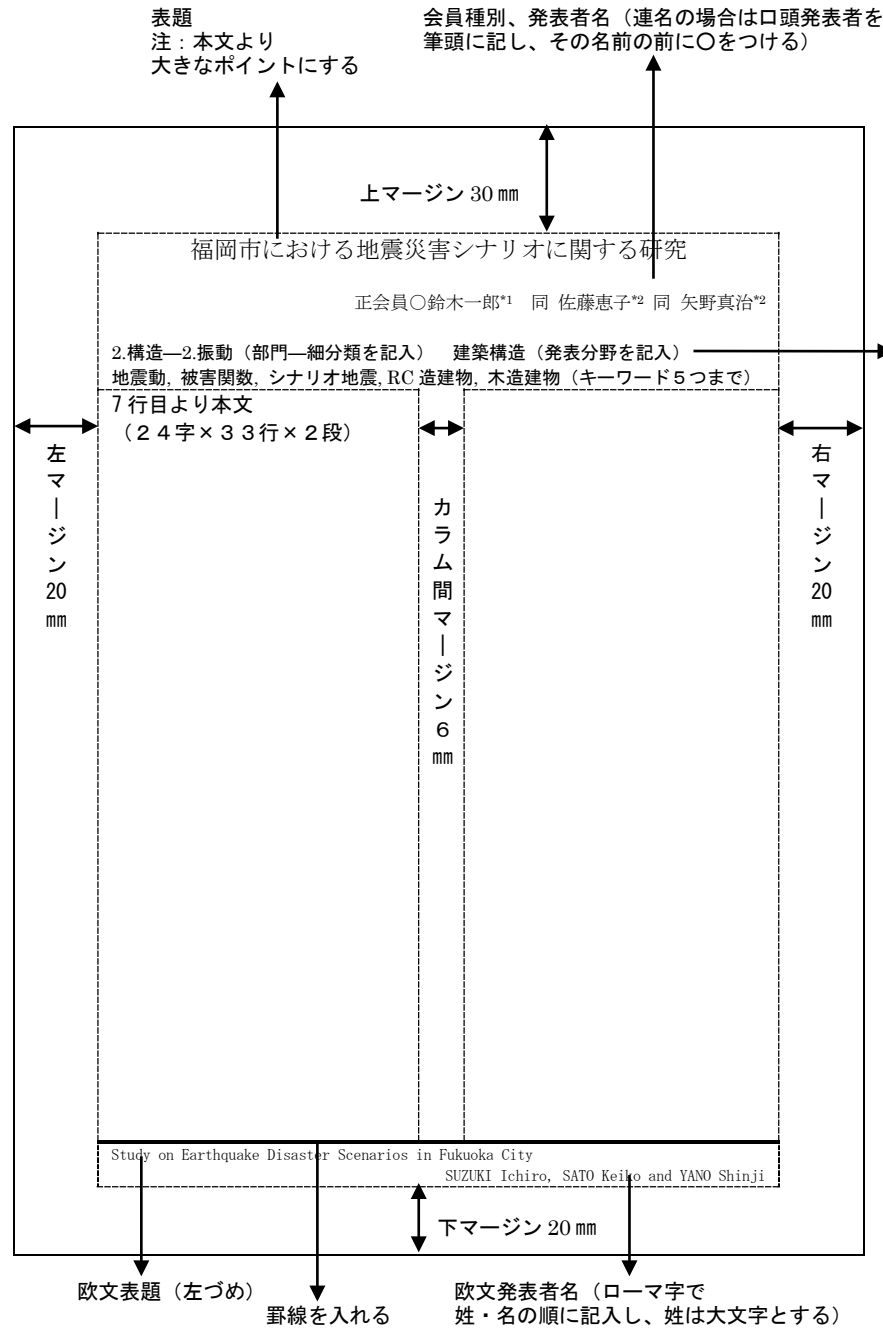 表題
注：本文より
大きなポイントにする
会員種別、発表者名（連名の場合は口頭発表者を
筆頭に記し、その名前の前に〇をつける）
上マージン 30 ㎜
福岡市における地震災害シナリオに関する研究
正会員○鈴木一郎*1　同 佐藤恵子*2 同 矢野真治*2
2.構造―2.振動（部門―細分類を記入）　建築構造（発表分野を記入）
地震動, 被害関数, シナリオ地震, RC 造建物, 木造建物（キーワード５つまで）
7 行目より本文
（２４字×３３行×２段）
左マージン 20 ㎜
カラム間マージン６㎜
右マージン 20 ㎜
Study on Earthquake Disaster Scenarios in Fukuoka City
SUZUKI Ichiro, SATO Keiko and YANO Shinji
下マージン 20 ㎜
欧文表題（左づめ）
罫線を入れる
欧文発表者名（ローマ字で
姓・名の順に記入し、姓は大文字とする）